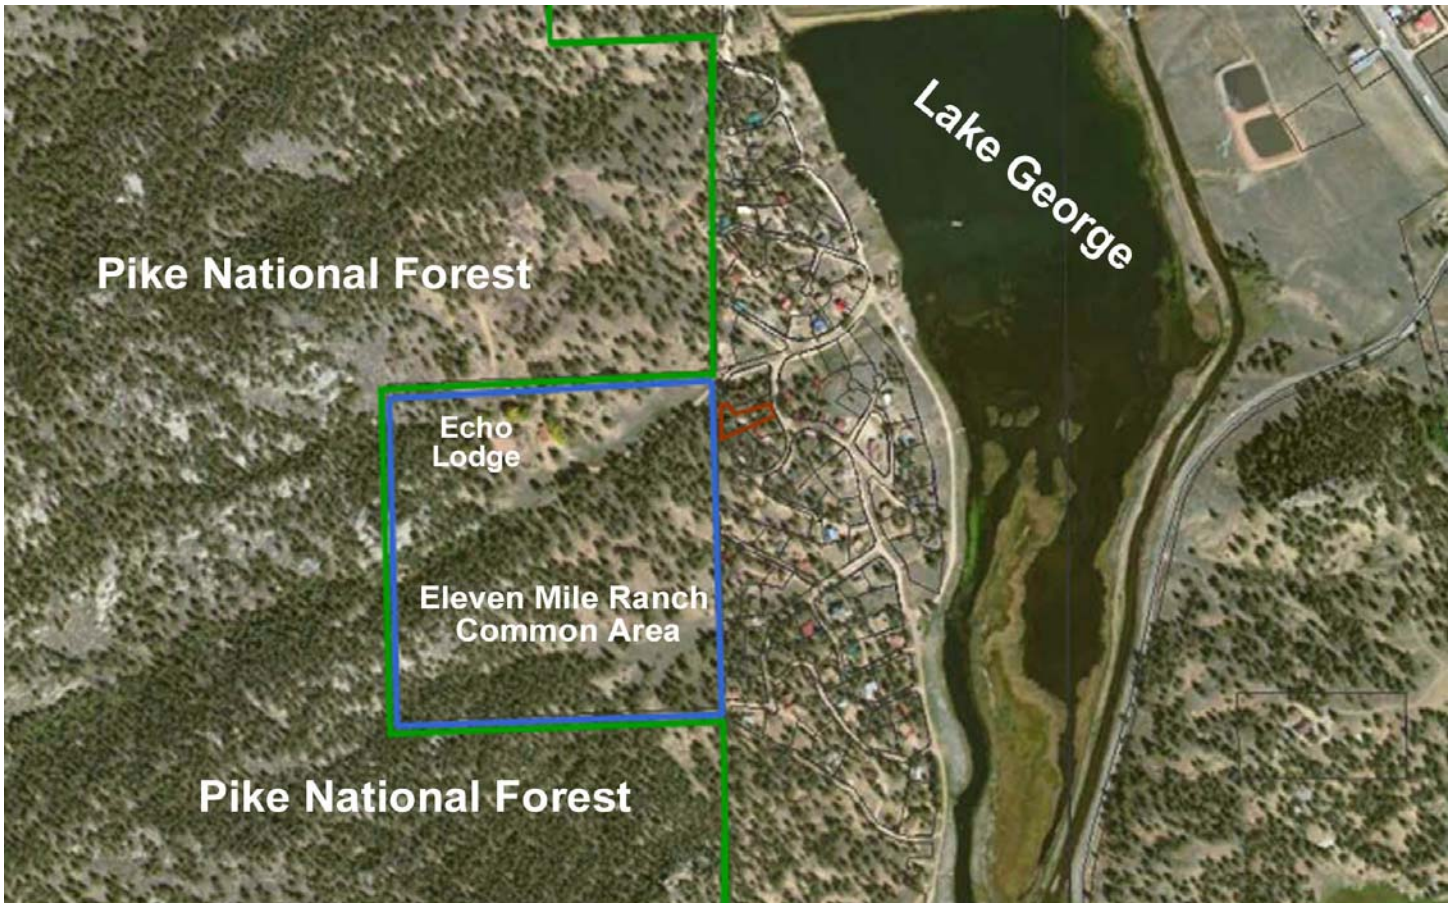 Lake George
Pike National Forest
Echo
Lodge
Eleven Mile Ranch
Common Area
Pike National Forest